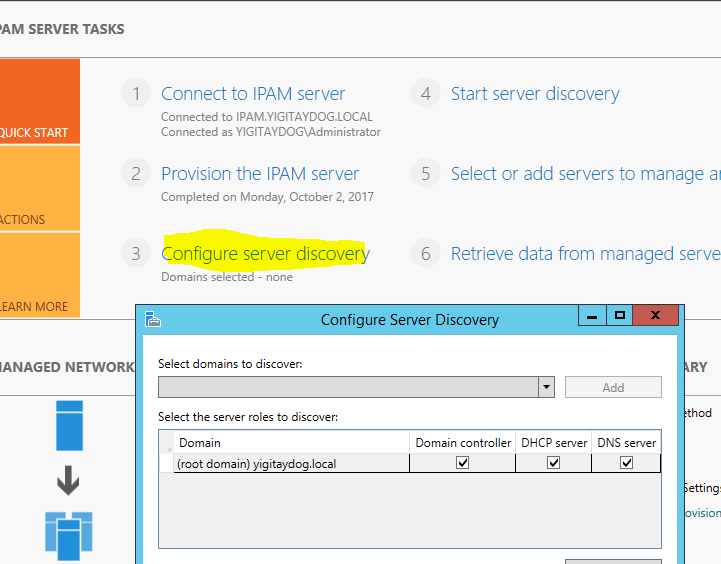 PAM SERVER TASKS
QUICK START
ACTIONS
LEARN MORE
1 Connect to IPAM server
Connected to IPAM.YIGITAYDOG.LOCAL
Connected as YIGITAYDOG\Administrator
2 Provision the IPAM server
Completed on Monday, October 2, 2017
3 Configure server discovery
Domains selected - none
4 Start server discovery
5 Select or add servers to manage an
6 Retrieve data from managed serve
MANAGED NETWORK
ARY
ethod
Settings
ovision
Configure Server Discovery
Select domains to discover:
Add
Select the server roles to discover:
Domain Domain controller DHCP server DNS server
(root domain) yigitaydog.local